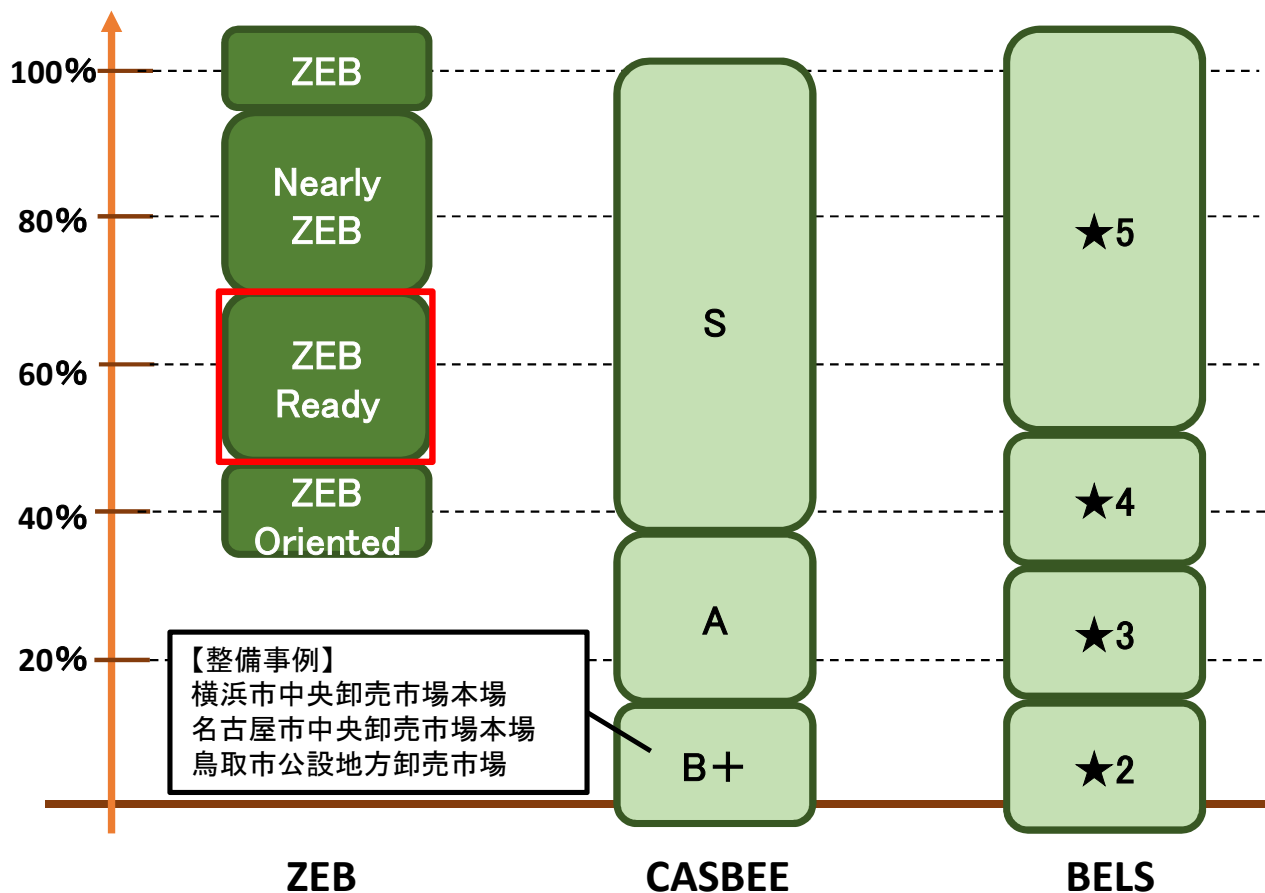 100%
80%
60%
40%
20%
ZEB
Nearly
ZEB
ZEB
Ready
ZEB
Oriented
【整備事例】
横浜市中央卸売市場本場
名古屋市中央卸売市場本場
鳥取市公設地方卸売市場
S
A
B＋
★5
★4
★3
★2
ZEB
CASBEE
BELS